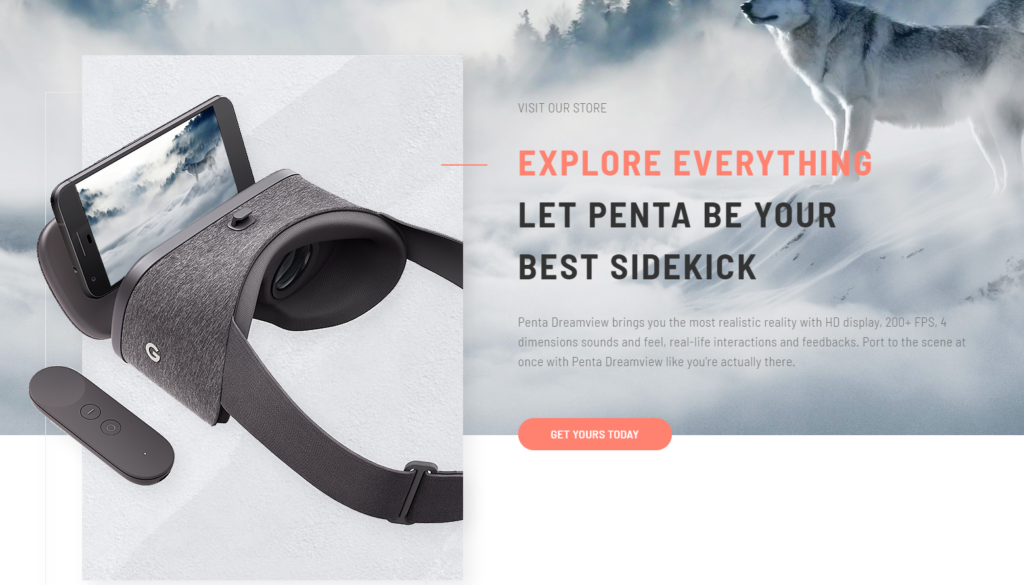 VISIT OUR STORE
EXPLORE EVERYTHING
LET PENTA BE YOUR
BEST SIDEKICK
Penta Dreamview brings you the most realistic reality with HD display, 200+ FPS, 4
dimensions sounds and feel, real-life interactions and feedbacks. Port to the scene at
once with Penta Dreamview like you're actually there.
GET YOURS TODAY
G